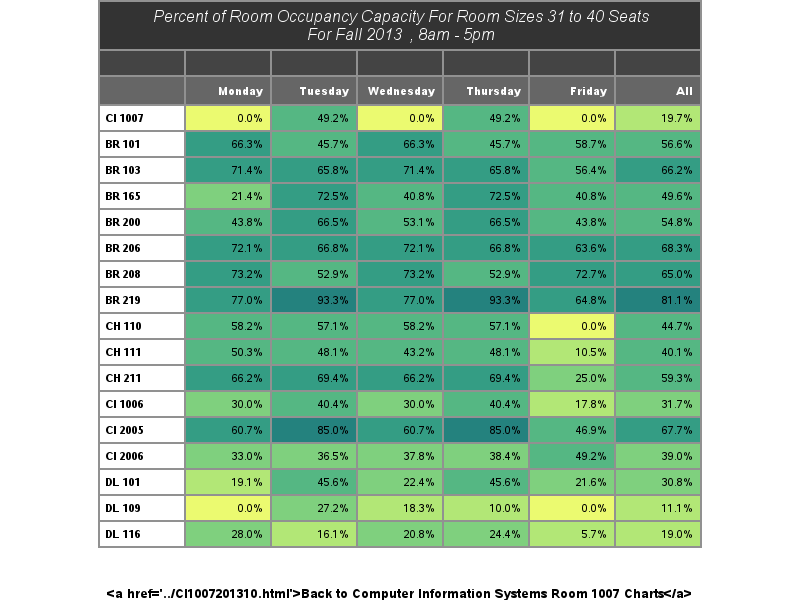 Percent of Room Occupancy Capacity For Room Sizes 31 to 40 Seats
For Fall 2013 , 8am - 5pm
Monday Tuesday Wednesday Thursday Friday All
CI 1007 0.0% 49.2% 0.0% 49.2% 0.0% 19.7%
BR 101 66.3% 45.7% 66.3% 45.7% 58.7% 56.6%
BR 103 71.4% 65.8% 71.4% 65.8% 56.4% 66.2%
BR 165 21.4% 72.5% 40.8% 72.5% 40.8% 49.6%
BR 200 43.8% 66.5% 53.1% 66.5% 43.8% 54.8%
BR 206 72.1% 66.8% 72.1% 66.8% 63.6% 68.3%
BR 208 73.2% 52.9% 73.2% 52.9% 72.7% 65.0%
BR 219 77.0% 93.3% 77.0% 93.3% 64.8% 81.1%
CH 110 58.2% 57.1% 58.2% 57.1% 0.0% 44.7%
CH 111 50.3% 48.1% 43.2% 48.1% 10.5% 40.1%
CH 211 66.2% 69.4% 66.2% 69.4% 25.0% 59.3%
CI 1006 30.0% 40.4% 30.0% 40.4% 17.8% 31.7%
CI 2005 60.7% 85.0% 60.7% 85.0% 46.9% 67.7%
CI 2006 33.0% 36.5% 37.8% 38.4% 49.2% 39.0%
DL 101 19.1% 45.6% 22.4% 45.6% 21.6% 30.8%
DL 109 0.0% 27.2% 18.3% 10.0% 0.0% 11.1%
DL 116 28.0% 16.1% 20.8% 24.4% 5.7% 19.0%
<a href='../CI1007201310.html'>Back to Computer Information Systems Room 1007 Charts</a>